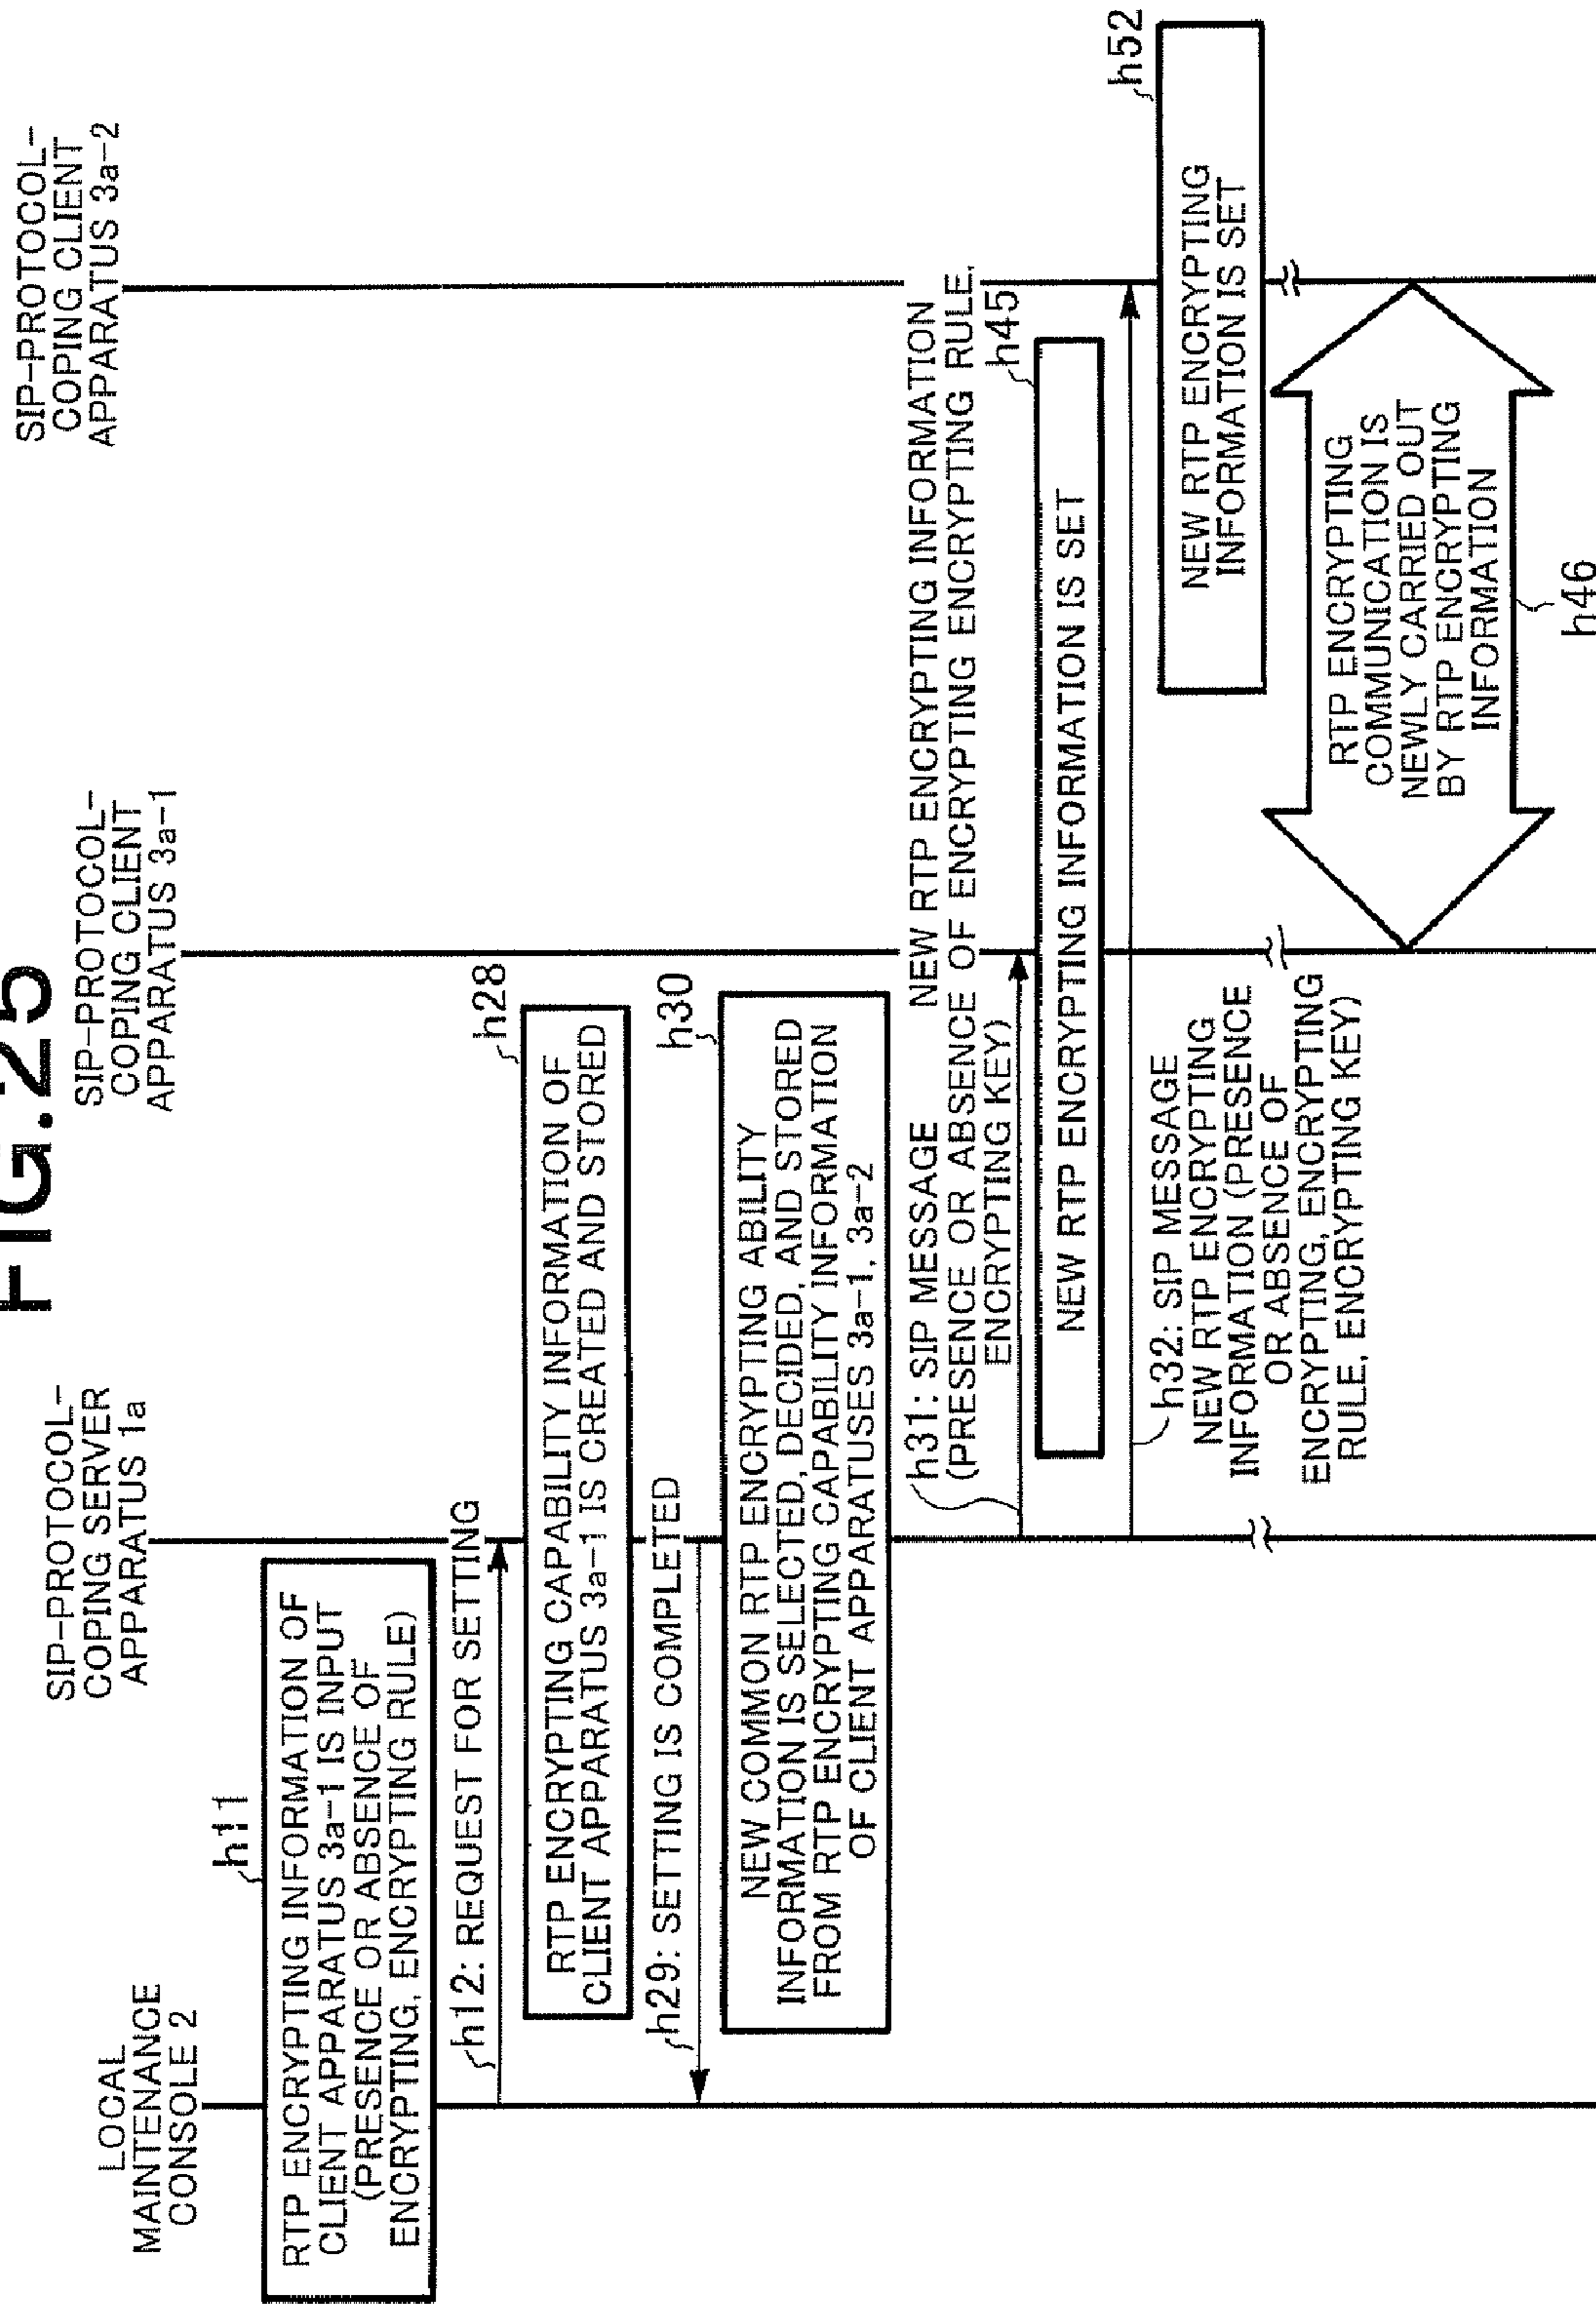 FIG.25
LOCAL
MAINTENANCE
CONSOLE 2
SIP-PROTOCOL-
COPING SERVER
APPARATUS 1a
SIP-PROTOCOL-
COPING CLIENT
APPARATUS 3a-1
SIP-PROTOCOL-
COPING CLIENT
APPARATUS 3a-2
h11
RTP ENCRYPTING INFORMATION OF
CLIENT APPARATUS 3a-1 IS INPUT
(PRESENCE OR ABSENCE OF
ENCRYPTING, ENCRYPTING RULE)
h12: REQUEST FOR SETTING
h28
RTP ENCRYPTING CAPABILITY INFORMATION OF
CLIENT APPARATUS 3a-1 IS CREATED AND STORED
h29: SETTING IS COMPLETED
h30
NEW COMMON RTP ENCRYPTING ABILITY
INFORMATION IS SELECTED, DECIDED, AND STORED
FROM RTP ENCRYPTING CAPABILITY INFORMATION
OF CLIENT APPARATUSES 3a-1, 3a-2
h31: SIP MESSAGE NEW RTP ENCRYPTING INFORMATION
(PRESENCE OR ABSENCE OF ENCRYPTING ENCRYPTING RULE,
ENCRYPTING KEY)
h45
NEW RTP ENCRYPTING INFORMATION IS SET
h32: SIP MESSAGE
NEW RTP ENCRYPTING
INFORMATION (PRESENCE
OR ABSENCE OF
ENCRYPTING, ENCRYPTING
RULE, ENCRYPTING KEY)
h52
NEW RTP ENCRYPTING
INFORMATION IS SET
RTP ENCRYPTING
COMMUNICATION IS
NEWLY CARRIED OUT
BY RTP ENCRYPTING
INFORMATION
h46